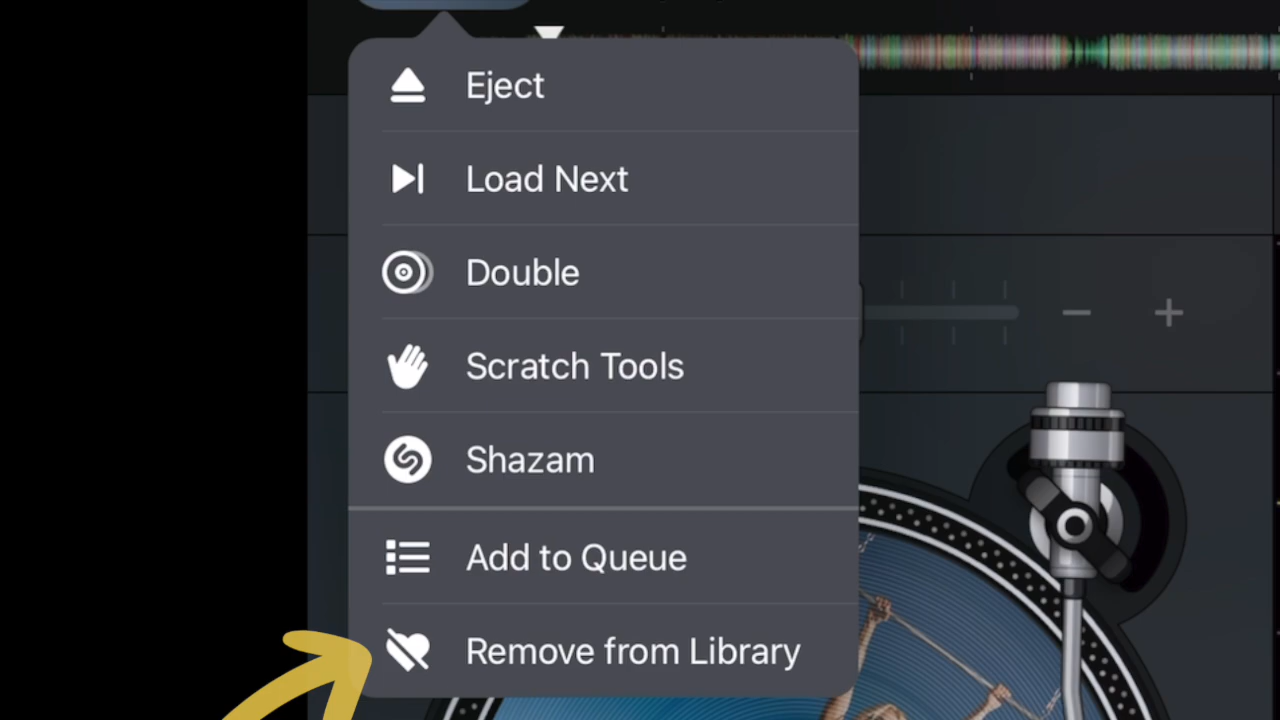 Eject
Load Next
Double
Scratch Tools
Shazam
Add to Queue
Remove from Library